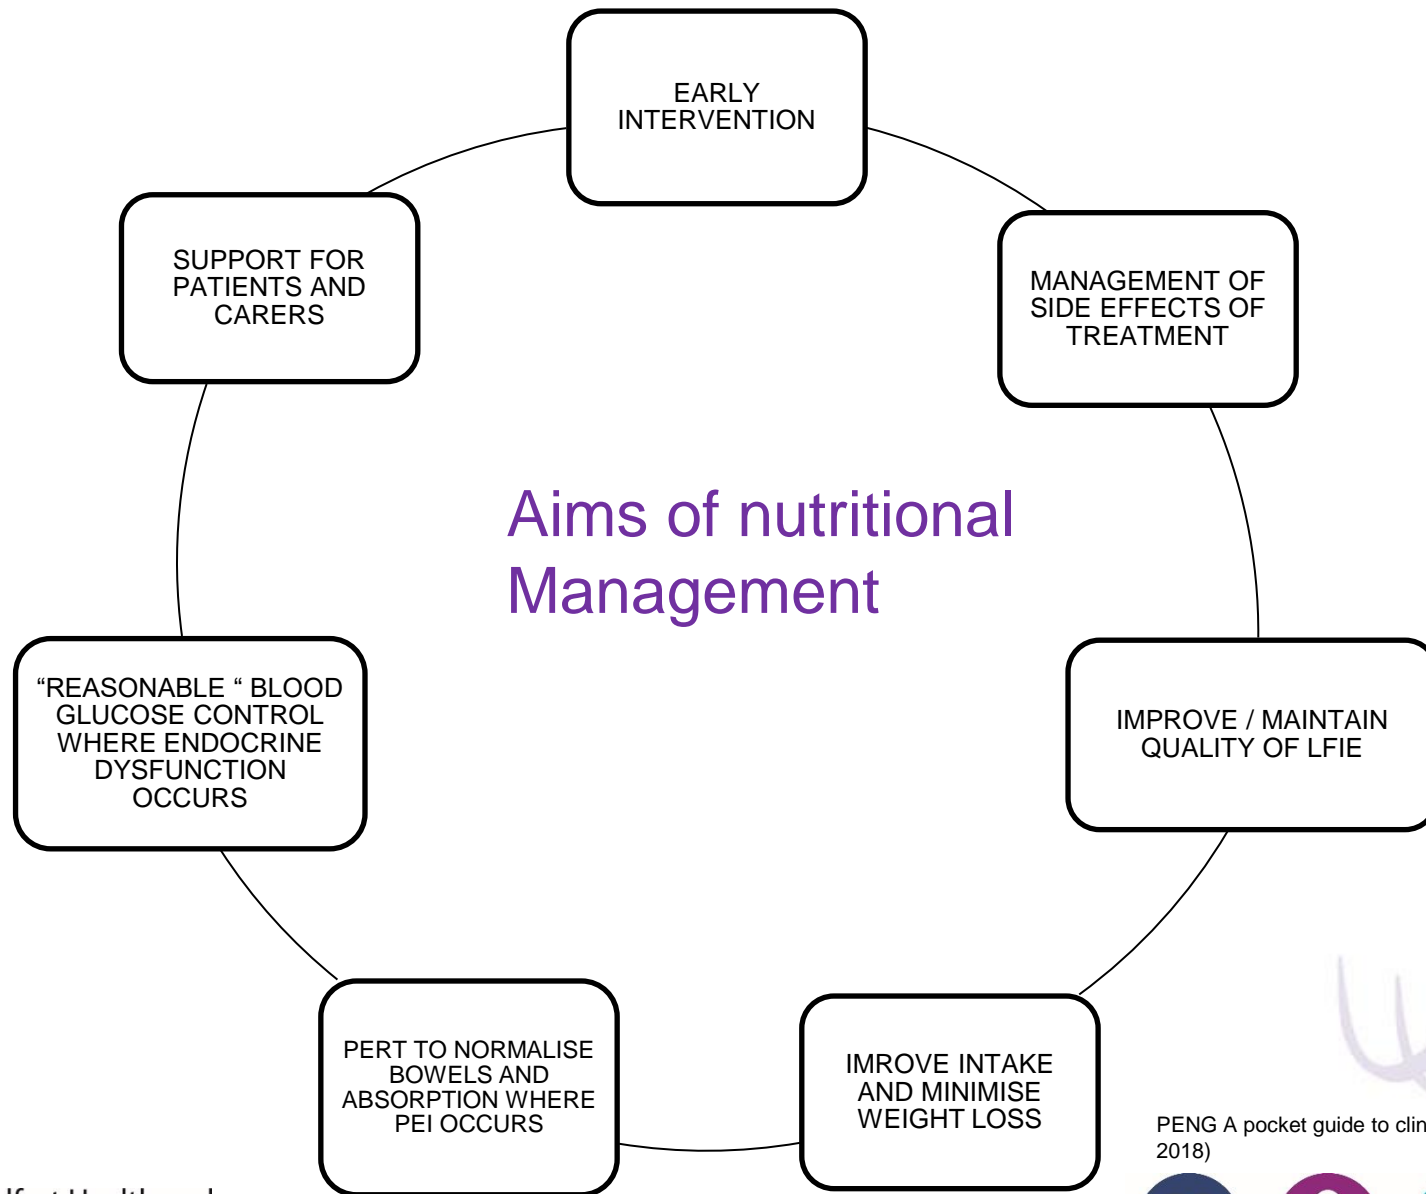 EARLY
INTERVENTION
MANAGEMENT OF
SIDE EFFECTS OF
TREATMENT
IMPROVE / MAINTAIN
QUALITY OF LFIE
IMROVE INTAKE
AND MINIMISE
WEIGHT LOSS
PERT TO NORMALISE
BOWELS AND
ABSORPTION WHERE
PEI OCCURS
“REASONABLE “ BLOOD
GLUCOSE CONTROL
WHERE ENDOCRINE
DYSFUNCTION
OCCURS
SUPPORT FOR
PATIENTS AND
CARERS
Aims of nutritional
Management
PENG A pocket guide to clin
2018)